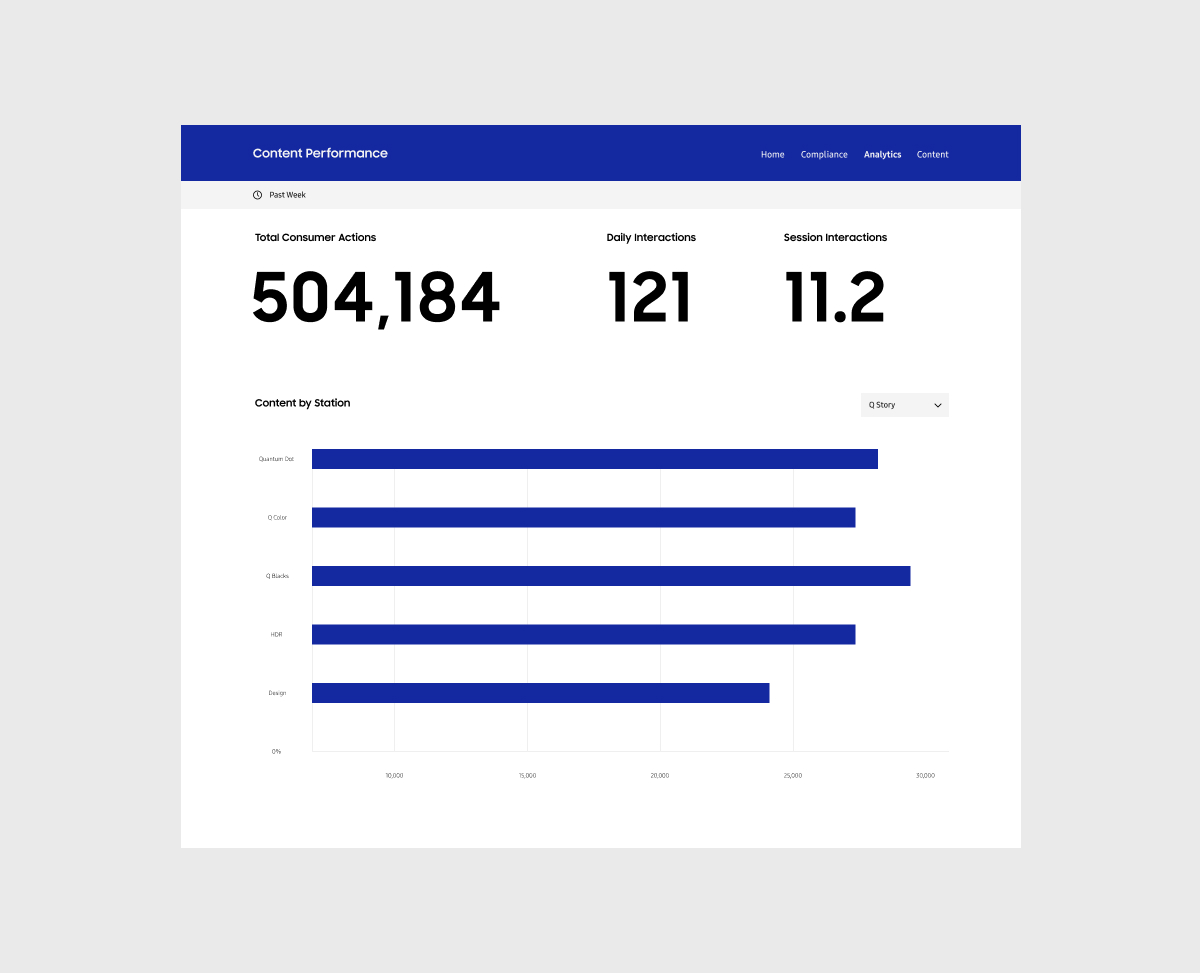 Content Performance
Home Compliance Analytics Content
Past Week
Total Consumer Actions Daily Interactions Session Interactions
504,184 121 11.2
Content by Station
Q Story
Quantum Dot
Q Color
Q Blacks
HDR
Design
0%
10,000 15,000 20,000 25,000 30,000